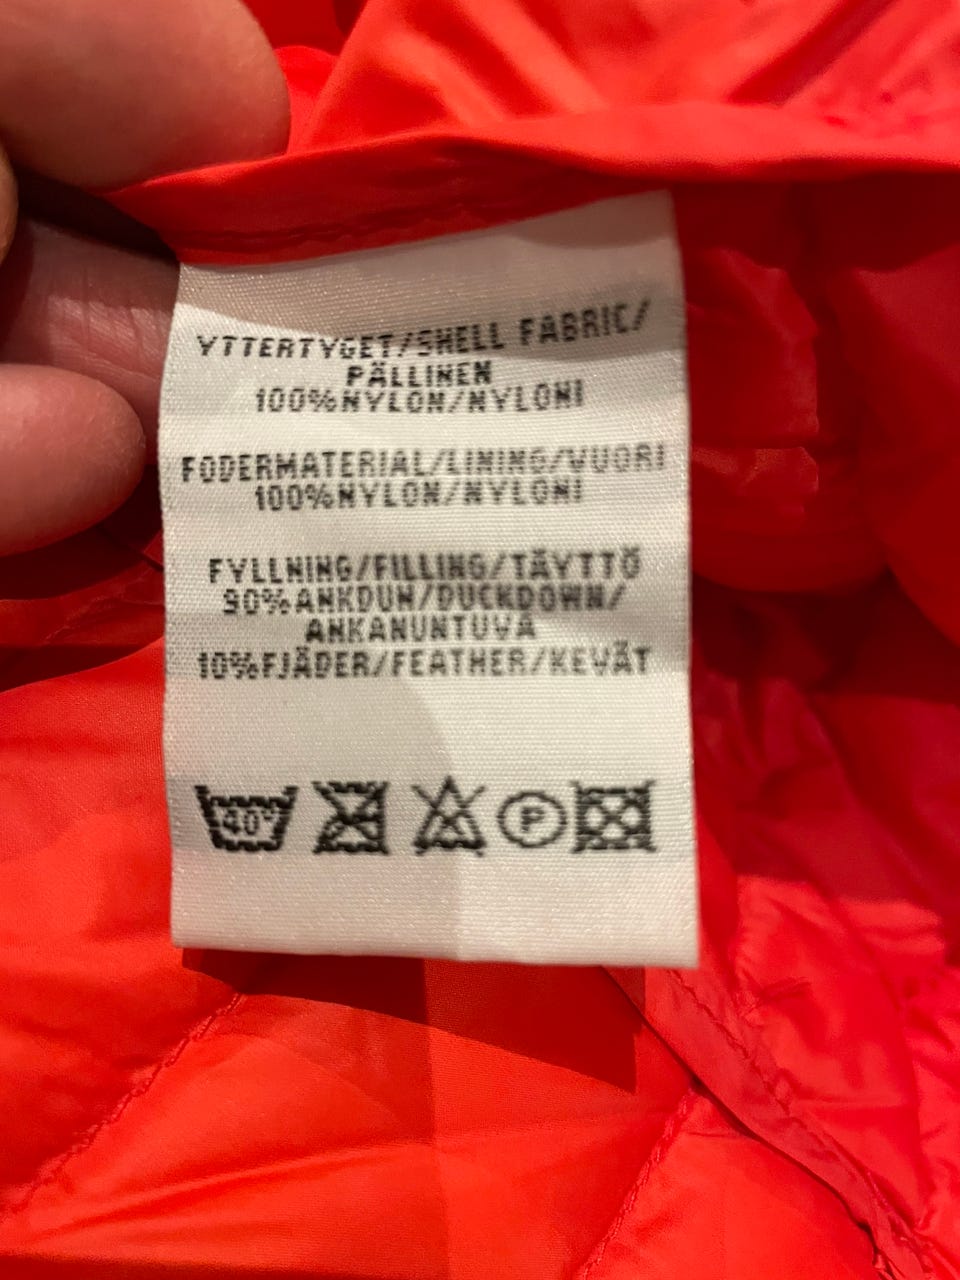 YTTERTYGET/SHELL FABRIC/
PÄLLINEN
100%NYLON/NYLONI
FODERMATERIAL/LINING/VUORI
100%NYLON/NYLONI
FYLLNING/FILLING/TÄYTTÖ
90%ANKDUN/DUCKDOWN/
ANKANUNTUVA
10%FJÄDER/FEATHER/KEVÄT
40° P